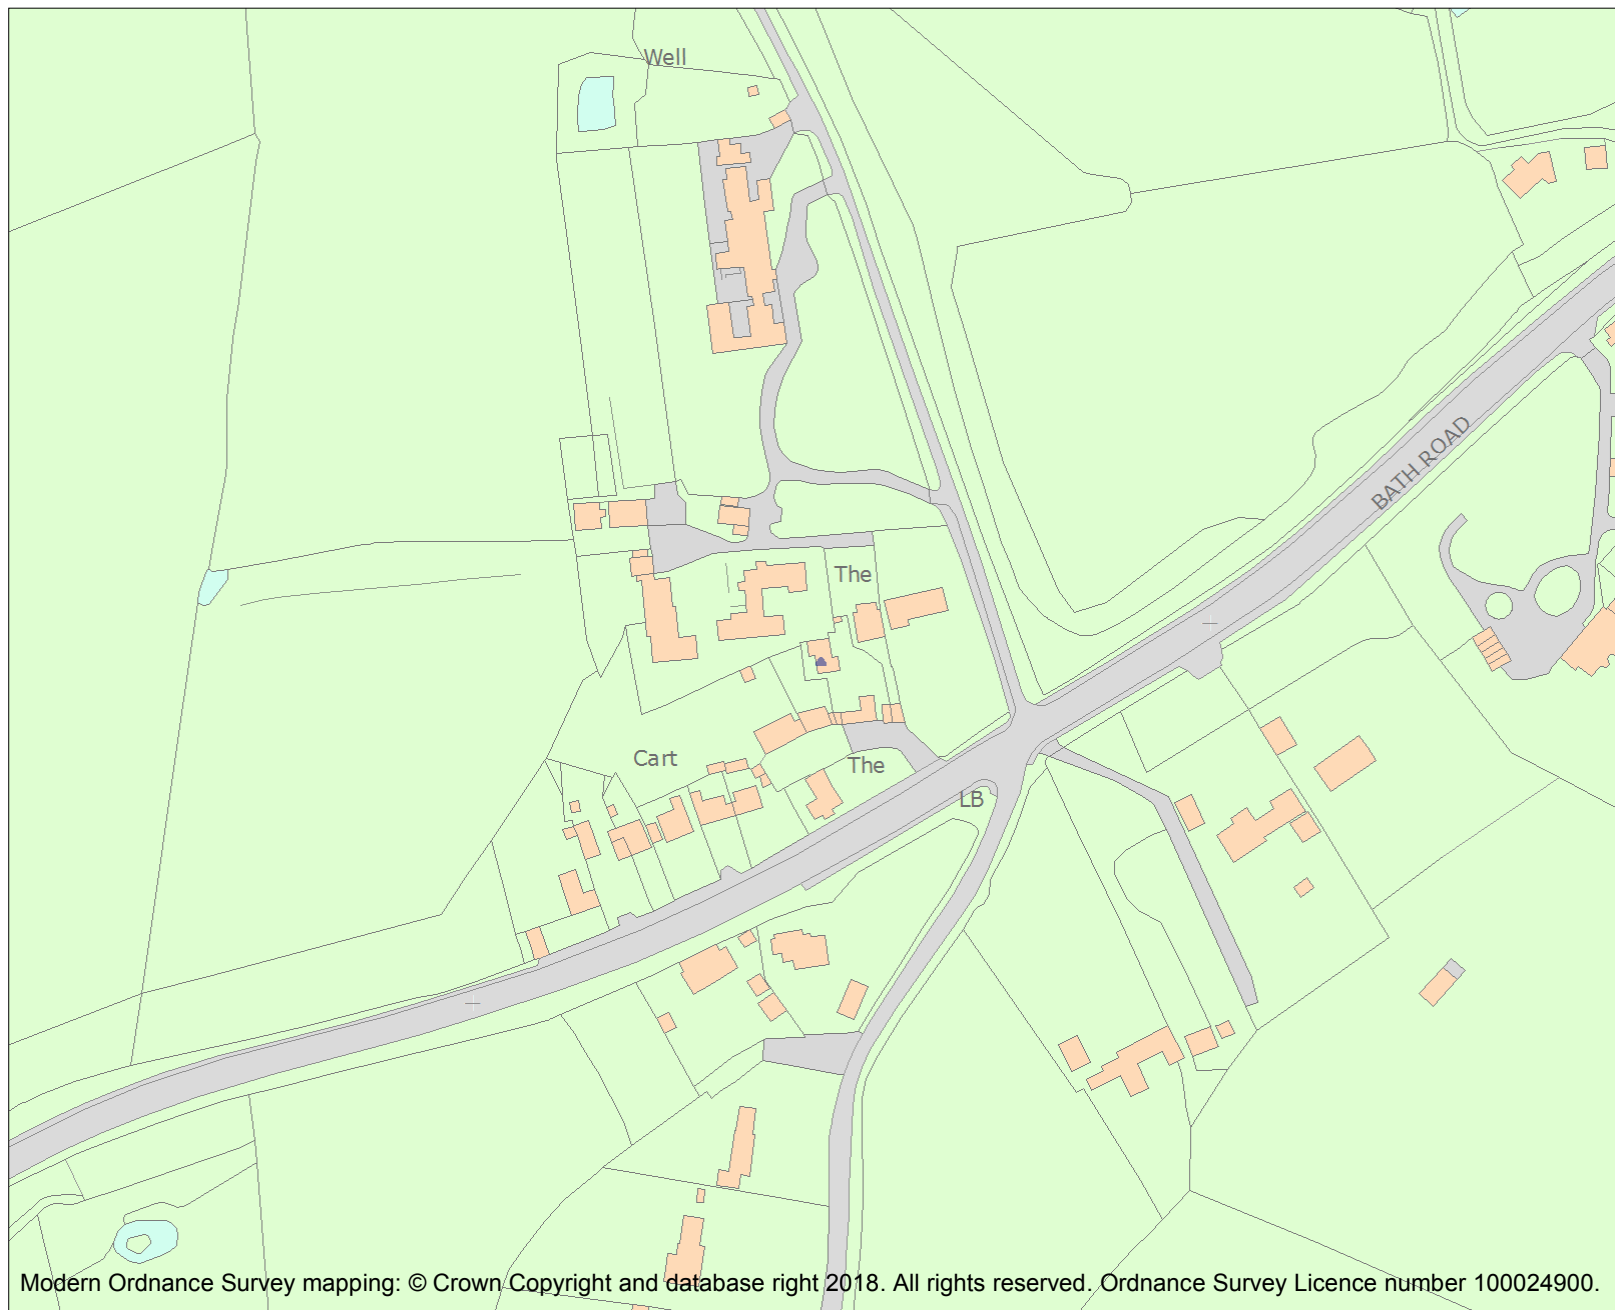 Well
BATH ROAD
The
Cart
The
LB
Modern Ordnance Survey mapping: © Crown Copyright and database right 2018. All rights reserved. Ordnance Survey Licence number 100024900.